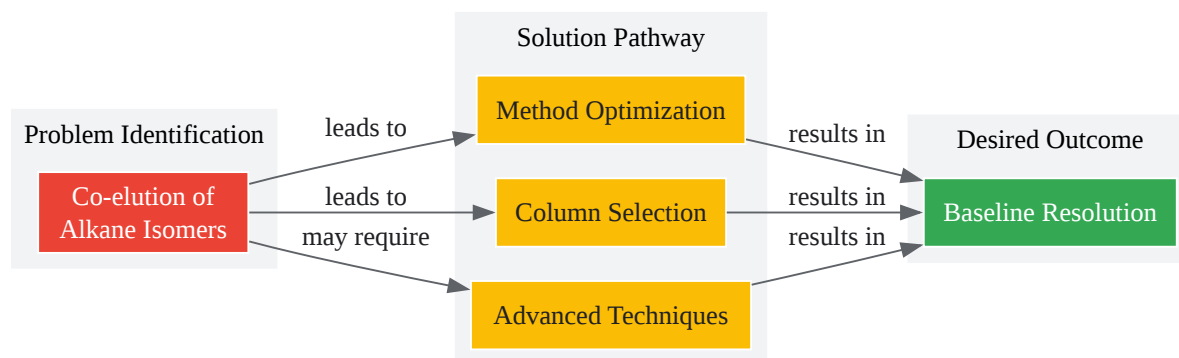 Problem Identification
Co-elution of
Alkane Isomers
leads to
leads to
may require
Solution Pathway
Method Optimization
Column Selection
Advanced Techniques
results in
results in
results in
Desired Outcome
Baseline Resolution